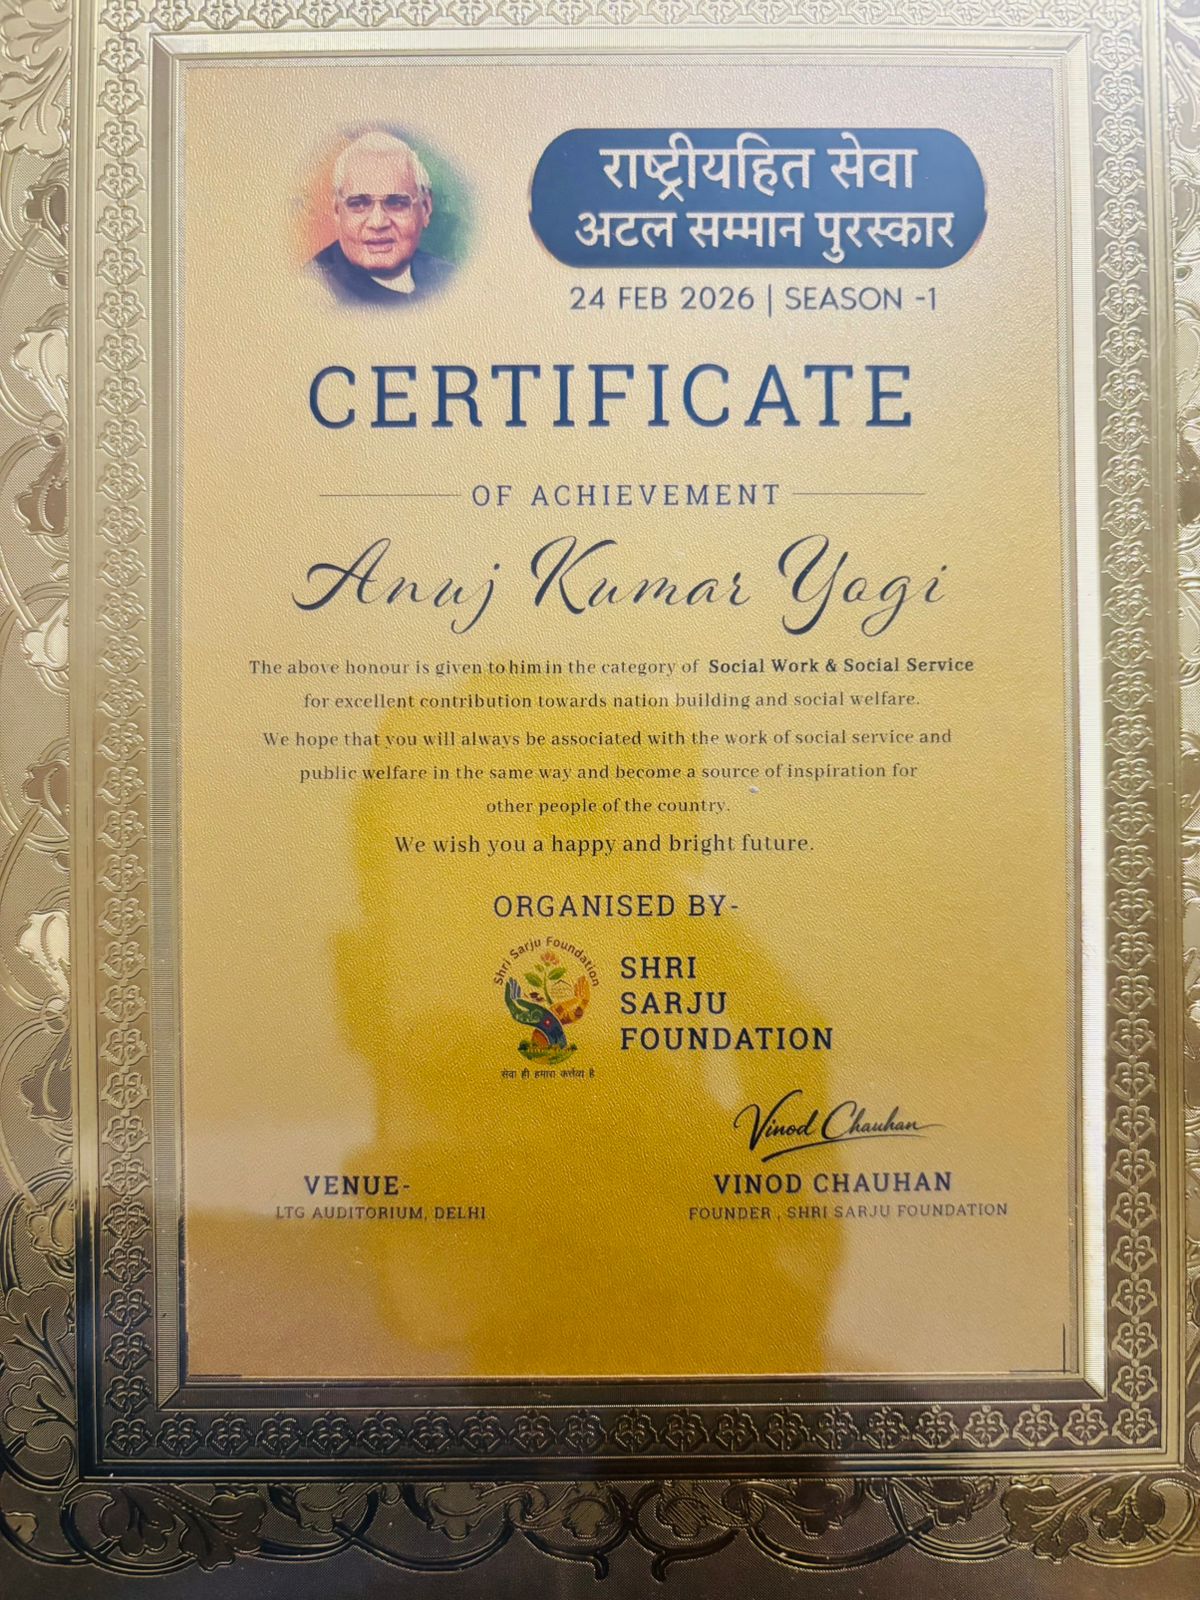 राष्ट्रीयहित सेवा
अटल सम्मान पुरस्कार
24 FEB 2026 | SEASON -1
CERTIFICATE
OF ACHIEVEMENT
Anuj Kumar Yogi
The above honour is given to him in the category of Social Work & Social Service
for excellent contribution towards nation building and social welfare.
We hope that you will always be associated with the work of social service and
public welfare in the same way and become a source of inspiration for
other people of the country.
We wish you a happy and bright future.
ORGANISED BY-
Shri Sarju Foundation
सेवा ही हमारा कर्तव्य है
SHRI
SARJU
FOUNDATION
VENUE-
LTG AUDITORIUM, DELHI
Vinod Chauhan
VINOD CHAUHAN
FOUNDER , SHRI SARJU FOUNDATION